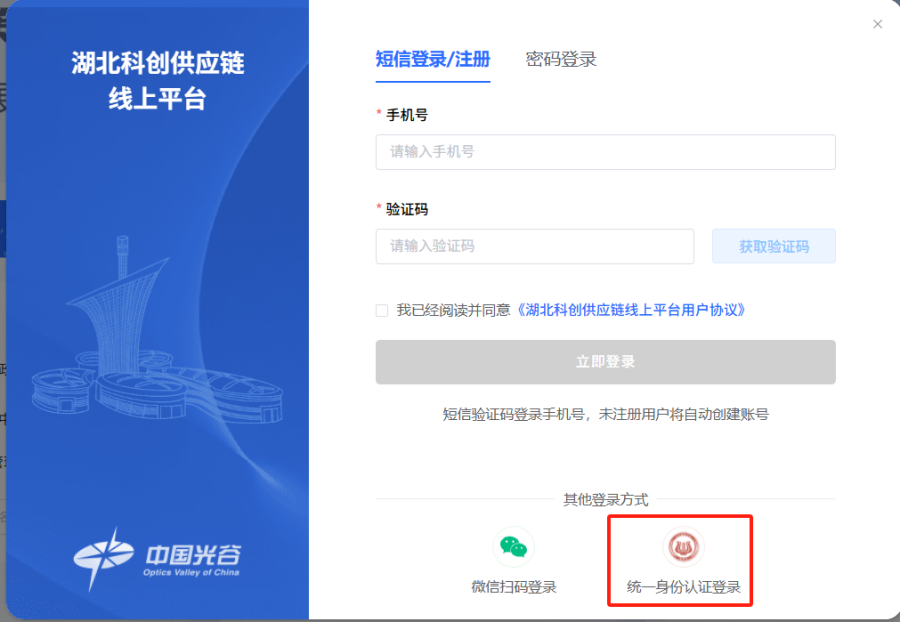 湖北科创供应链
线上平台
中国光谷
Optics Valley of China
短信登录/注册 密码登录
* 手机号
请输入手机号
* 验证码
请输入验证码 获取验证码
我已经阅读并同意《湖北科创供应链线上平台用户协议》
立即登录
短信验证码登录手机号，未注册用户将自动创建账号
其他登录方式
微信扫码登录 统一身份认证登录